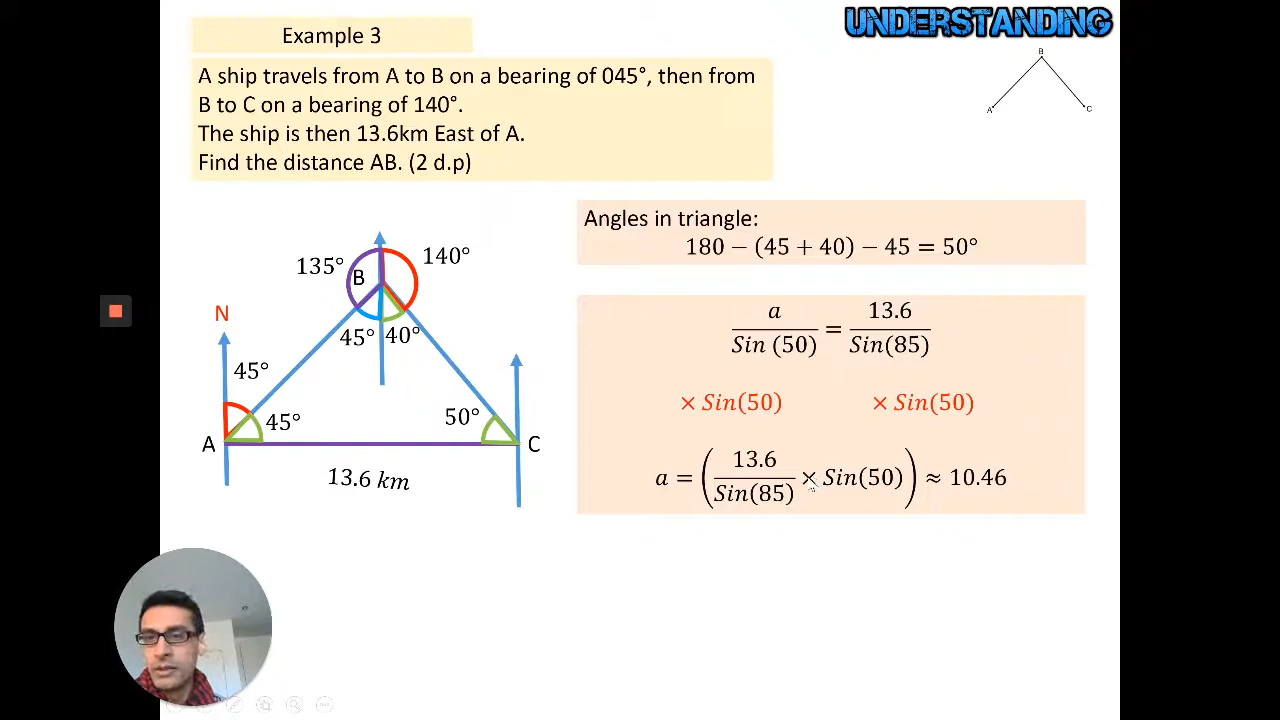 Example 3
UNDERSTANDING
A ship travels from A to B on a bearing of 045°, then from
B to C on a bearing of 140°.
The ship is then 13.6km East of A.
Find the distance AB. (2 d.p)
B
A
C
Angles in triangle:
180 − (45 + 40) − 45 = 50°
135°
B
140°
N
45° 40°
45°
45°
50°
A
C
13.6 km
a / Sin (50) = 13.6 / Sin(85)
× Sin(50) × Sin(50)
a = (13.6 / Sin(85) × Sin(50)) ≈ 10.46